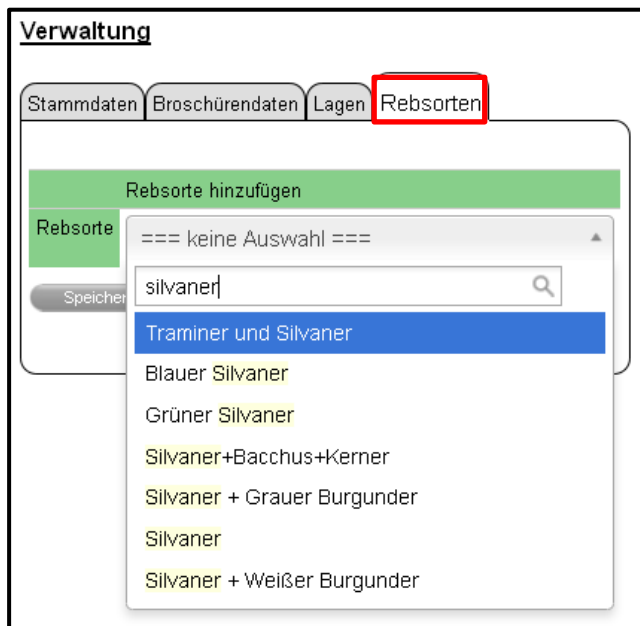 Verwaltung
Stammdaten Broschürendaten Lagen Rebsorten
Rebsorte hinzufügen
Rebsorte === keine Auswahl ===
silvaner
Speicher
Traminer und Silvaner
Blauer Silvaner
Grüner Silvaner
Silvaner+Bacchus+Kerner
Silvaner + Grauer Burgunder
Silvaner
Silvaner + Weißer Burgunder